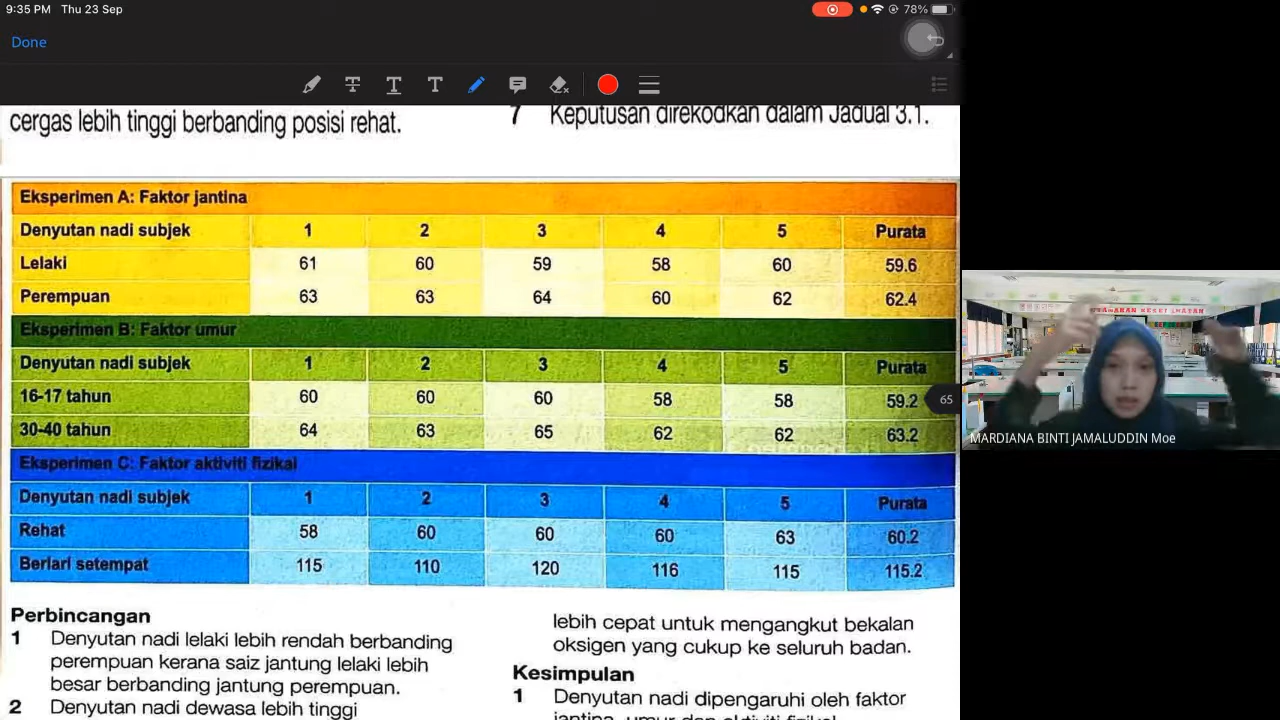 9:35 PM Thu 23 Sep
78%
Done
cergas lebih tinggi berbanding posisi rehat.
7 Keputusan direkodkan dalam Jadual 3.1.
Eksperimen A: Faktor jantina
Denyutan nadi subjek 1 2 3 4 5 Purata
Lelaki 61 60 59 58 60 59.6
Perempuan 63 63 64 60 62 62.4
Eksperimen B: Faktor umur
Denyutan nadi subjek 1 2 3 4 5 Purata
16-17 tahun 60 60 60 58 58 59.2
30-40 tahun 64 63 65 62 62 63.2
Eksperimen C: Faktor aktiviti fizikal
Denyutan nadi subjek 1 2 3 4 5 Purata
Rehat 58 60 60 60 63 60.2
Berlari setempat 115 110 120 116 115 115.2
65
Perbincangan
1 Denyutan nadi lelaki lebih rendah berbanding
perempuan kerana saiz jantung lelaki lebih
besar berbanding jantung perempuan.
2 Denyutan nadi dewasa lebih tinggi
lebih cepat untuk mengangkut bekalan
oksigen yang cukup ke seluruh badan.
Kesimpulan
1 Denyutan nadi dipengaruhi oleh faktor
jantina, umur dan aktiviti fizikal.
MARDIANA BINTI JAMALUDDIN Moe